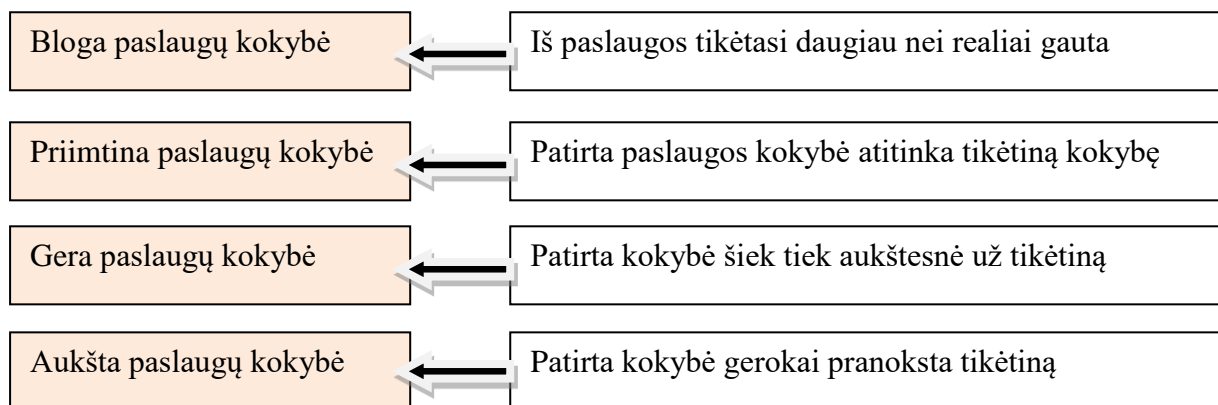 Bloga paslaugų kokybė
Iš paslaugos tikėtasi daugiau nei realiai gauta
Priimtina paslaugų kokybė
Patirta paslaugos kokybė atitinka tikėtiną kokybę
Gera paslaugų kokybė
Patirta kokybė šiek tiek aukštesnė už tikėtiną
Aukšta paslaugų kokybė
Patirta kokybė gerokai pranoksta tikėtiną